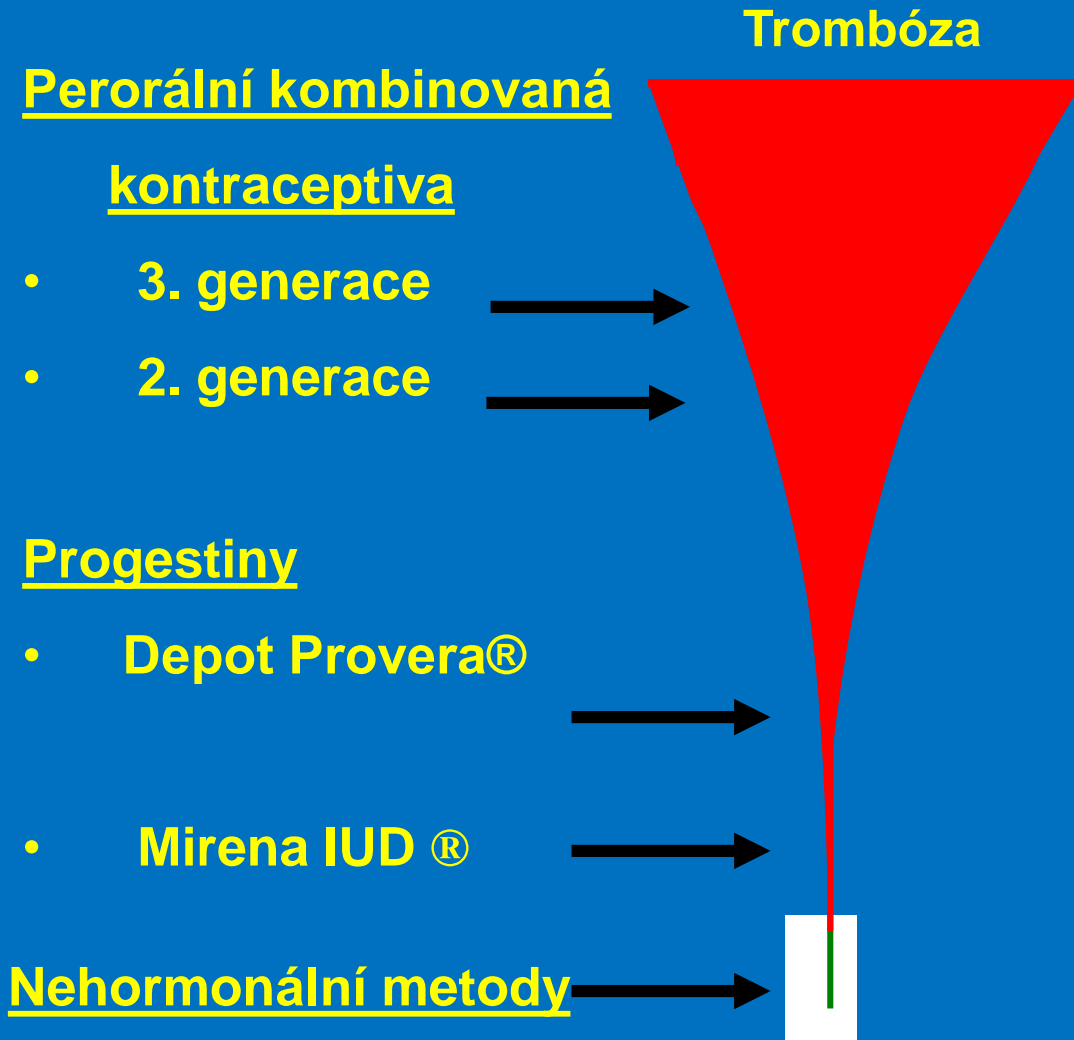 Trombóza
Perorální kombinovaná
kontraceptiva
• 3. generace
• 2. generace
Progestiny
• Depot Provera®
• Mirena IUD ®
Nehormonální metody